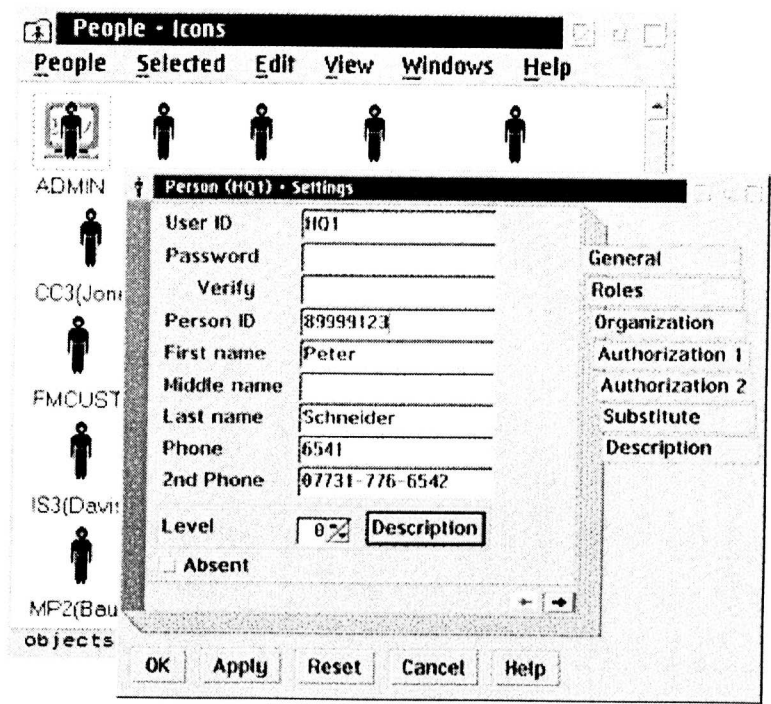 People - Icons
People Selected Edit View Windows Help
ADMIN
CC3(Jon
FMCUST
IS3(Davi
MP2(Bau
objects
Person (HQ1) - Settings
User ID HQ1
Password
Verify
Person ID 89999123
First name Peter
Middle name
Last name Schneider
Phone 6541
2nd Phone 07731-776-6542
Level 0 Description
Absent
General
Roles
Organization
Authorization 1
Authorization 2
Substitute
Description
OK Apply Reset Cancel Help